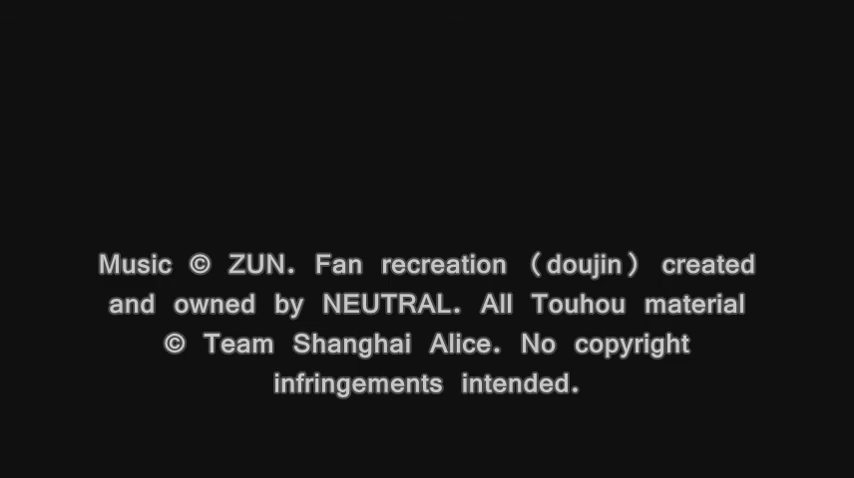 Music © ZUN. Fan recreation (doujin) created
and owned by NEUTRAL. All Touhou material
© Team Shanghai Alice. No copyright
infringements intended.